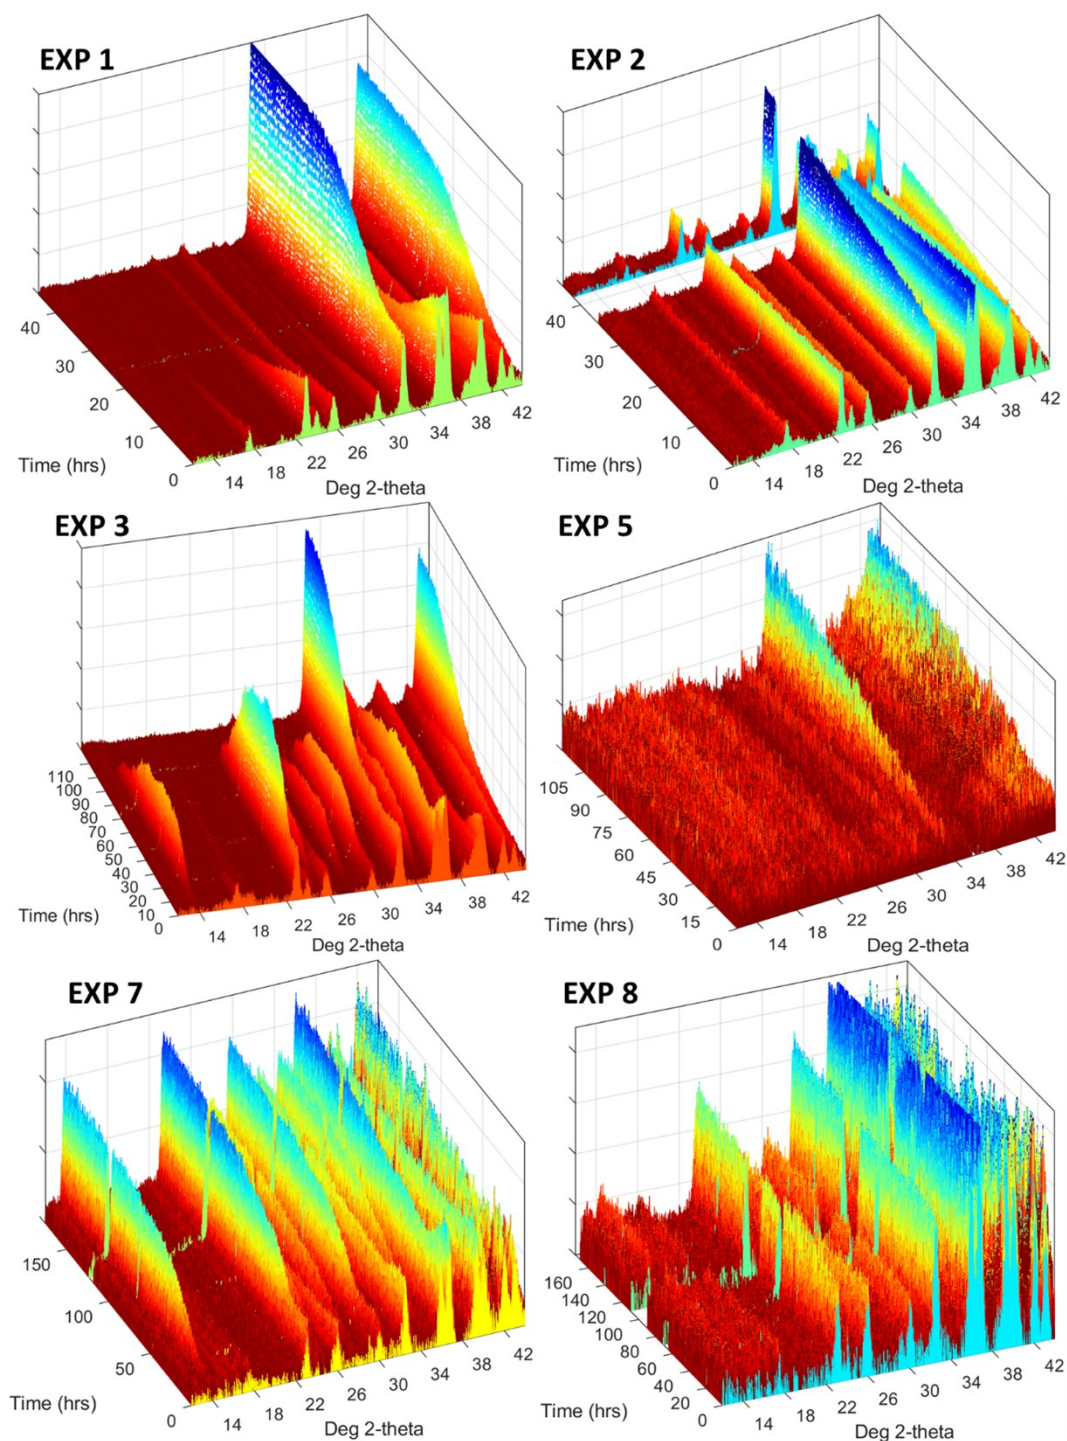 EXP 1
40
30
20
10
0
Time (hrs)
14 18 22 26 30 34 38 42
Deg 2-theta
EXP 2
40
30
20
10
0
Time (hrs)
14 18 22 26 30 34 38 42
Deg 2-theta
EXP 3
110
100
90
80
70
60
50
40
30
20
10
0
Time (hrs)
14 18 22 26 30 34 38 42
Deg 2-theta
EXP 5
105
90
75
60
45
30
15
0
Time (hrs)
14 18 22 26 30 34 38 42
Deg 2-theta
EXP 7
150
100
50
0
Time (hrs)
14 18 22 26 30 34 38 42
Deg 2-theta
EXP 8
160
140
120
100
80
60
40
20
0
Time (hrs)
14 18 22 26 30 34 38 42
Deg 2-theta